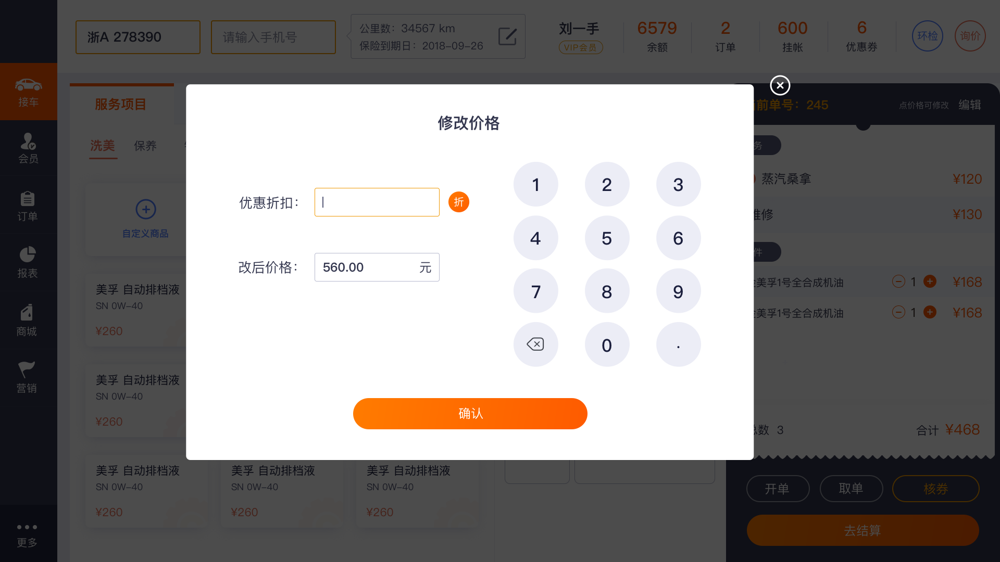 浙A 278390
请输入手机号
公里数：34567 km
保险到期日：2018-09-26
刘一手
VIP会员
6579
余额
2
订单
600
挂帐
6
优惠券
环检
询价
接车
会员
订单
报表
商城
营销
更多
服务项目
洗美
保养
自定义商品
美孚 自动排档液
SN 0W-40
¥260
美孚 自动排档液
SN 0W-40
¥260
美孚 自动排档液
SN 0W-40
¥260
美孚 自动排档液
SN 0W-40
¥260
美孚 自动排档液
SN 0W-40
¥260
修改价格
优惠折扣：
折
改后价格：
560.00 元
1 2 3
4 5 6
7 8 9
0 .
确认
前单号：245
点价格可修改
编辑
务
蒸汽桑拿 ¥120
维修 ¥130
件
美孚1号全合成机油 1 ¥168
美孚1号全合成机油 1 ¥168
总数 3
合计 ¥468
开单
取单
核券
去结算